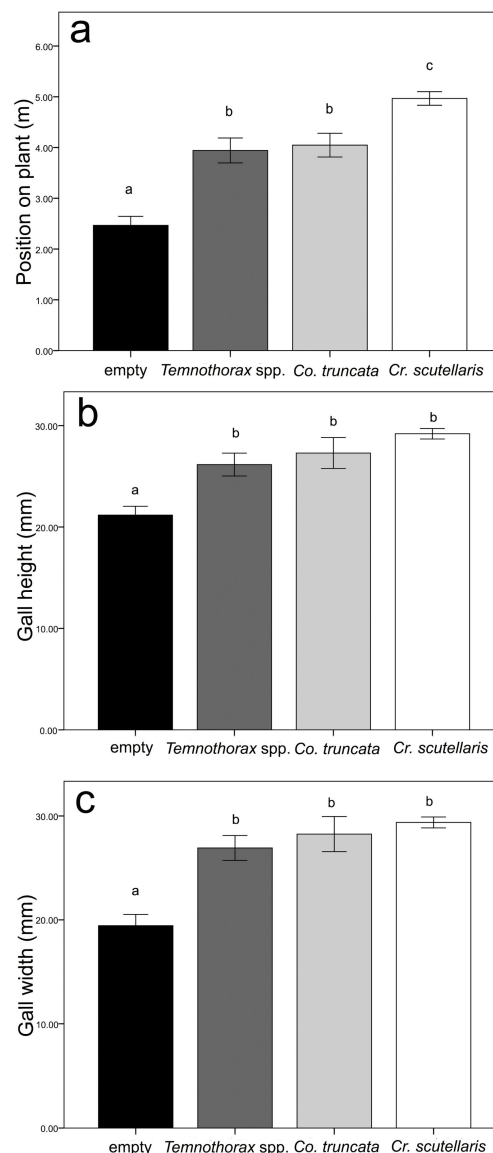 a
6.00
c
5.00
b b
4.00
3.00
a
2.00
1.00
0.00
Position on plant (m)
empty Temnothorax spp. Co. truncata Cr. scutellaris
b
30.00
b b b
a
20.00
10.00
0.00
Gall height (mm)
empty Temnothorax spp. Co. truncata Cr. scutellaris
c
30.00
b b b
a
20.00
10.00
0.00
Gall width (mm)
empty Temnothorax spp. Co. truncata Cr. scutellaris